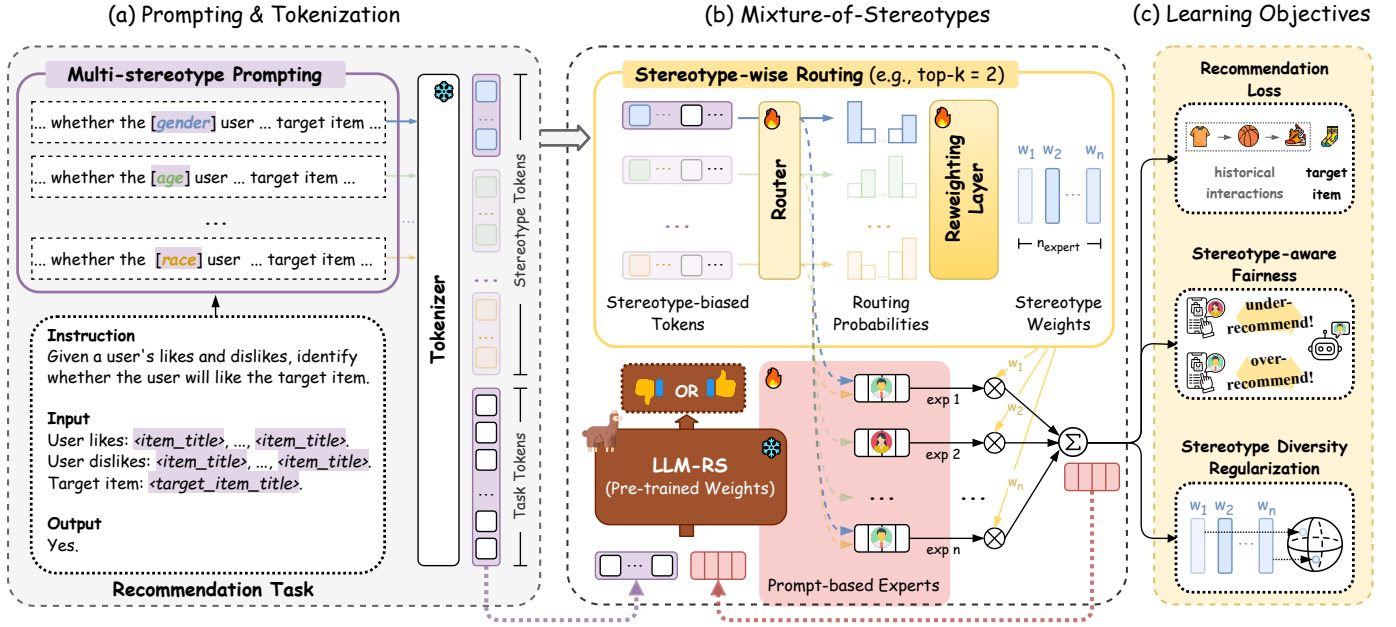 (a) Prompting & Tokenization
Multi-stereotype Prompting
... whether the [gender] user ... target item ...
... whether the [age] user ... target item ...
...
... whether the [race] user ... target item ...
Instruction
Given a user's likes and dislikes, identify
whether the user will like the target item.
Input
User likes: <item_title>, ..., <item_title>.
User dislikes: <item_title>, ..., <item_title>.
Target item: <target_item_title>.
Output
Yes.
Recommendation Task
Tokenizer
Stereotype Tokens
Task Tokens
(b) Mixture-of-Stereotypes
Stereotype-wise Routing (e.g., top-k = 2)
Router
Reweighting
Layer
w1 w2 wn
nexpert
Stereotype-biased
Tokens
Routing
Probabilities
Stereotype
Weights
OR
LLM-RS
(Pre-trained Weights)
exp 1
exp 2
exp n
w1
w2
wn
Σ
Prompt-based Experts
(c) Learning Objectives
Recommendation
Loss
historical
interactions
target
item
Stereotype-aware
Fairness
under-
recommend!
over-
recommend!
Stereotype Diversity
Regularization
w1 w2 wn